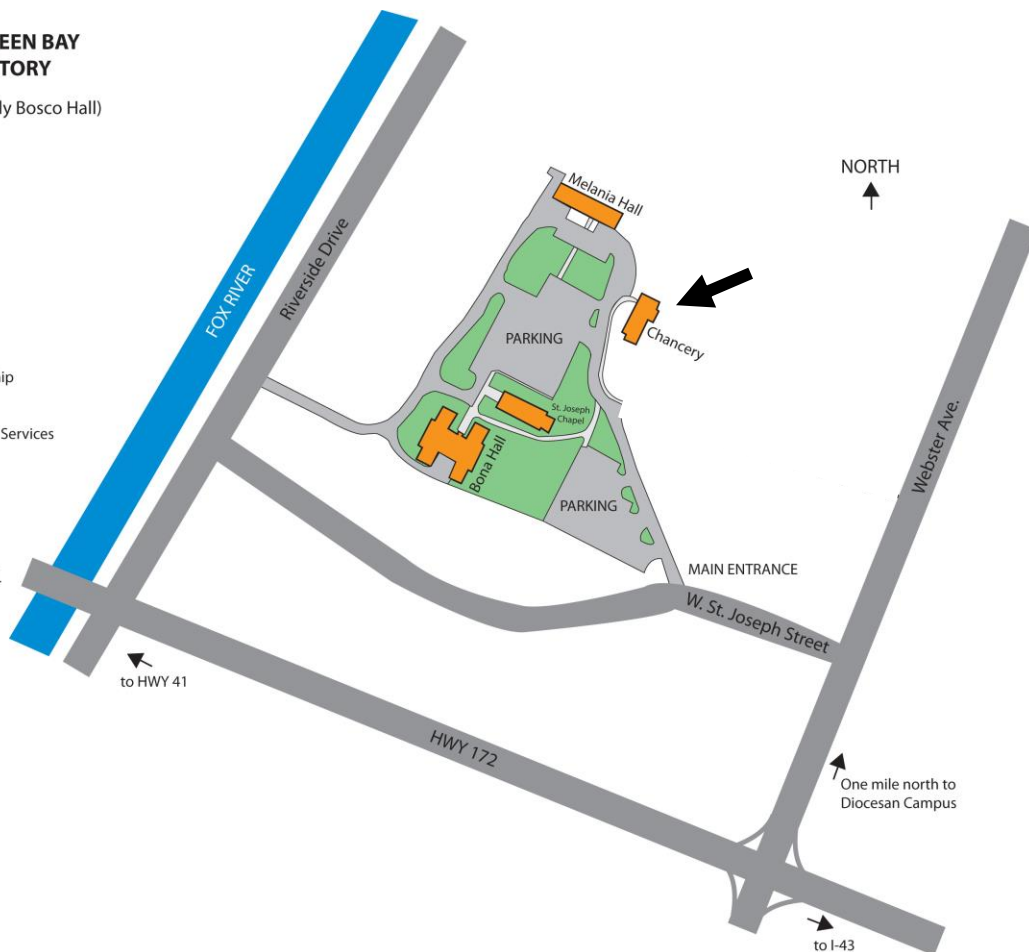 EEN BAY
TORY
ly Bosco Hall)
NORTH
Melania Hall
Riverside Drive
FOX RIVER
PARKING
Chancery
ip
St. Joseph
Chapel
Services
Webster Ave.
Bona Hall
PARKING
MAIN ENTRANCE
W. St. Joseph Street
to HWY 41
HWY 172
One mile north to
Diocesan Campus
to I-43